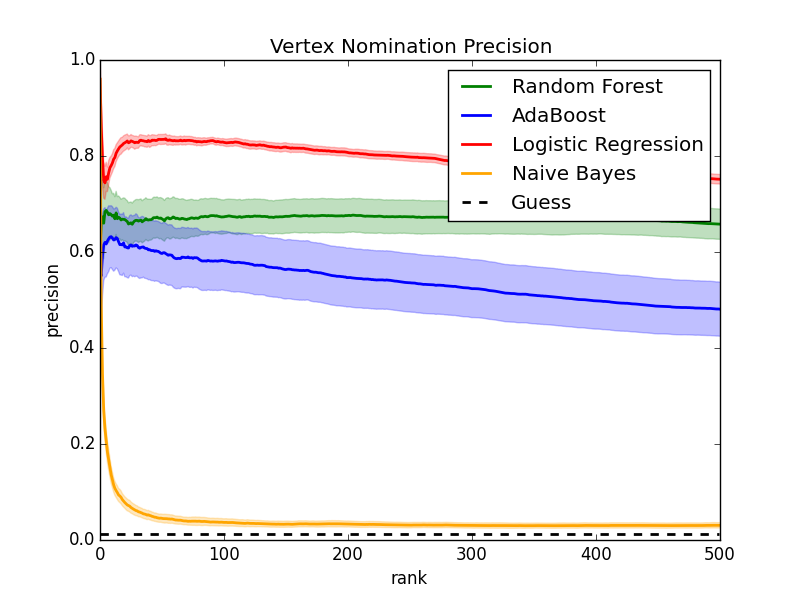 Vertex Nomination Precision
1.0
0.8
0.6
0.4
0.2
0.0
precision
Random Forest
AdaBoost
Logistic Regression
Naive Bayes
Guess
0
100
200
300
400
500
rank